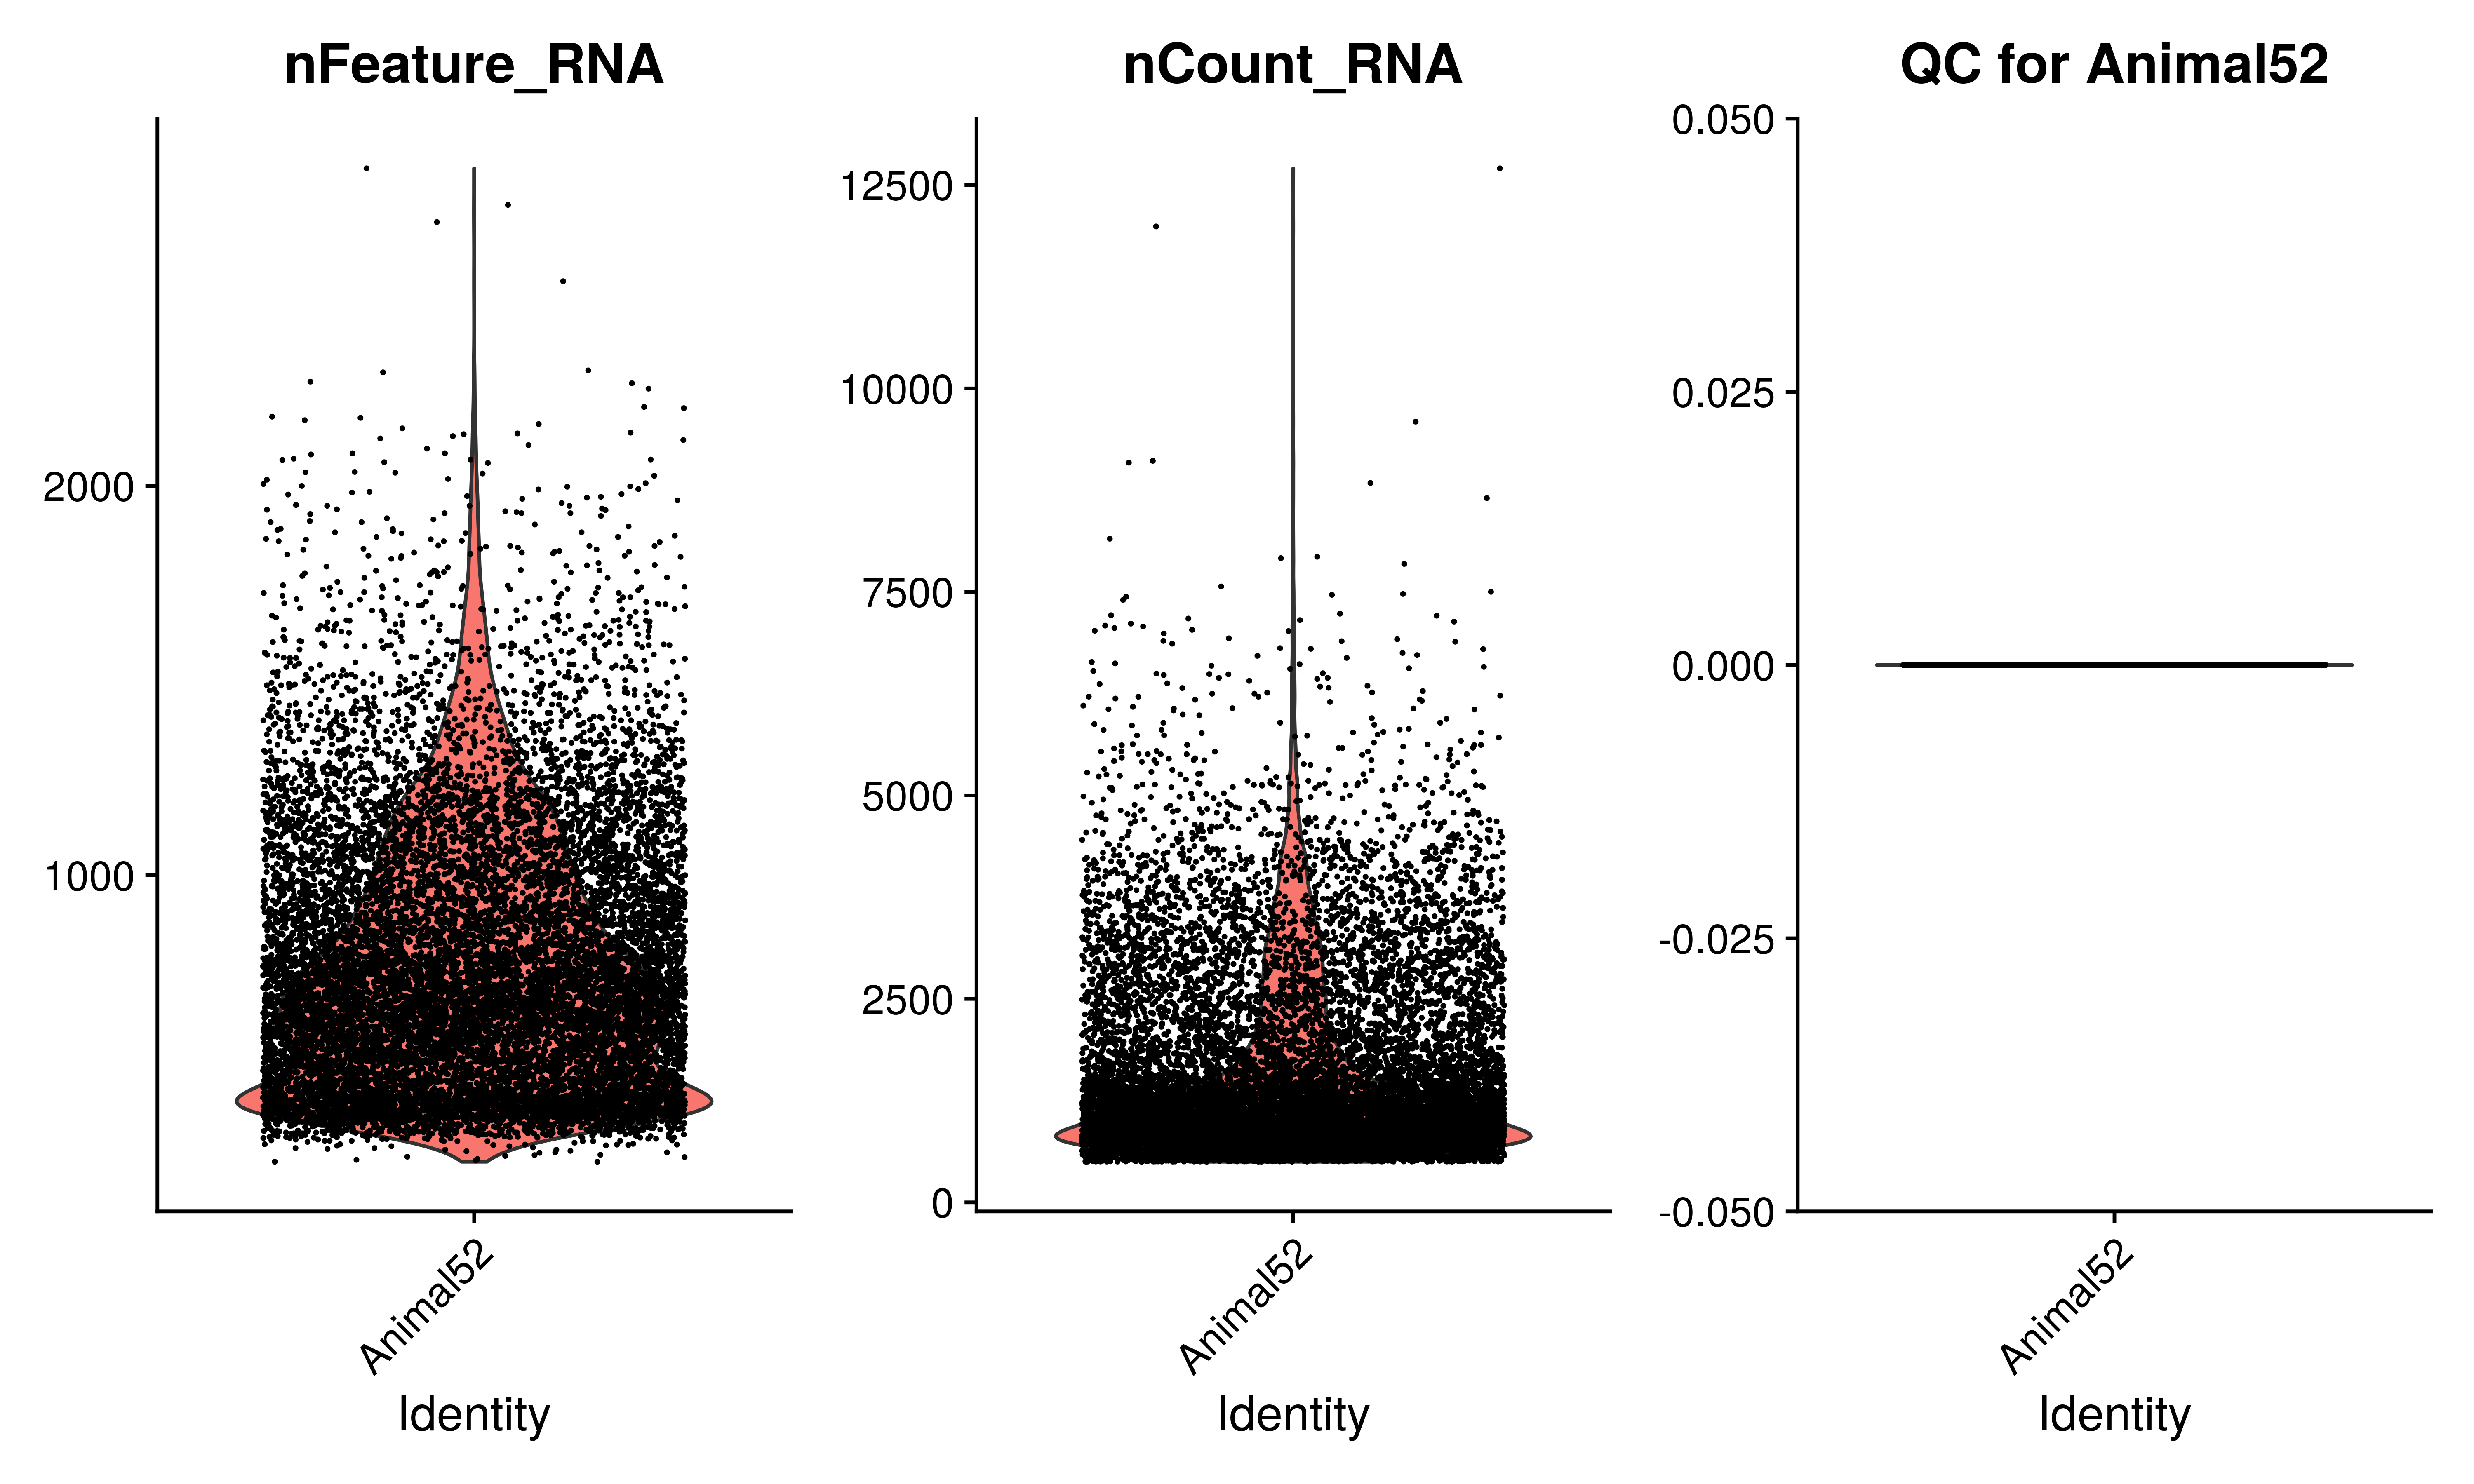 nFeature_RNA
2000
1000
Animal52
Identity
nCount_RNA
12500
10000
7500
5000
2500
0
Animal52
Identity
QC for Animal52
0.050
0.025
0.000
-0.025
-0.050
Animal52
Identity